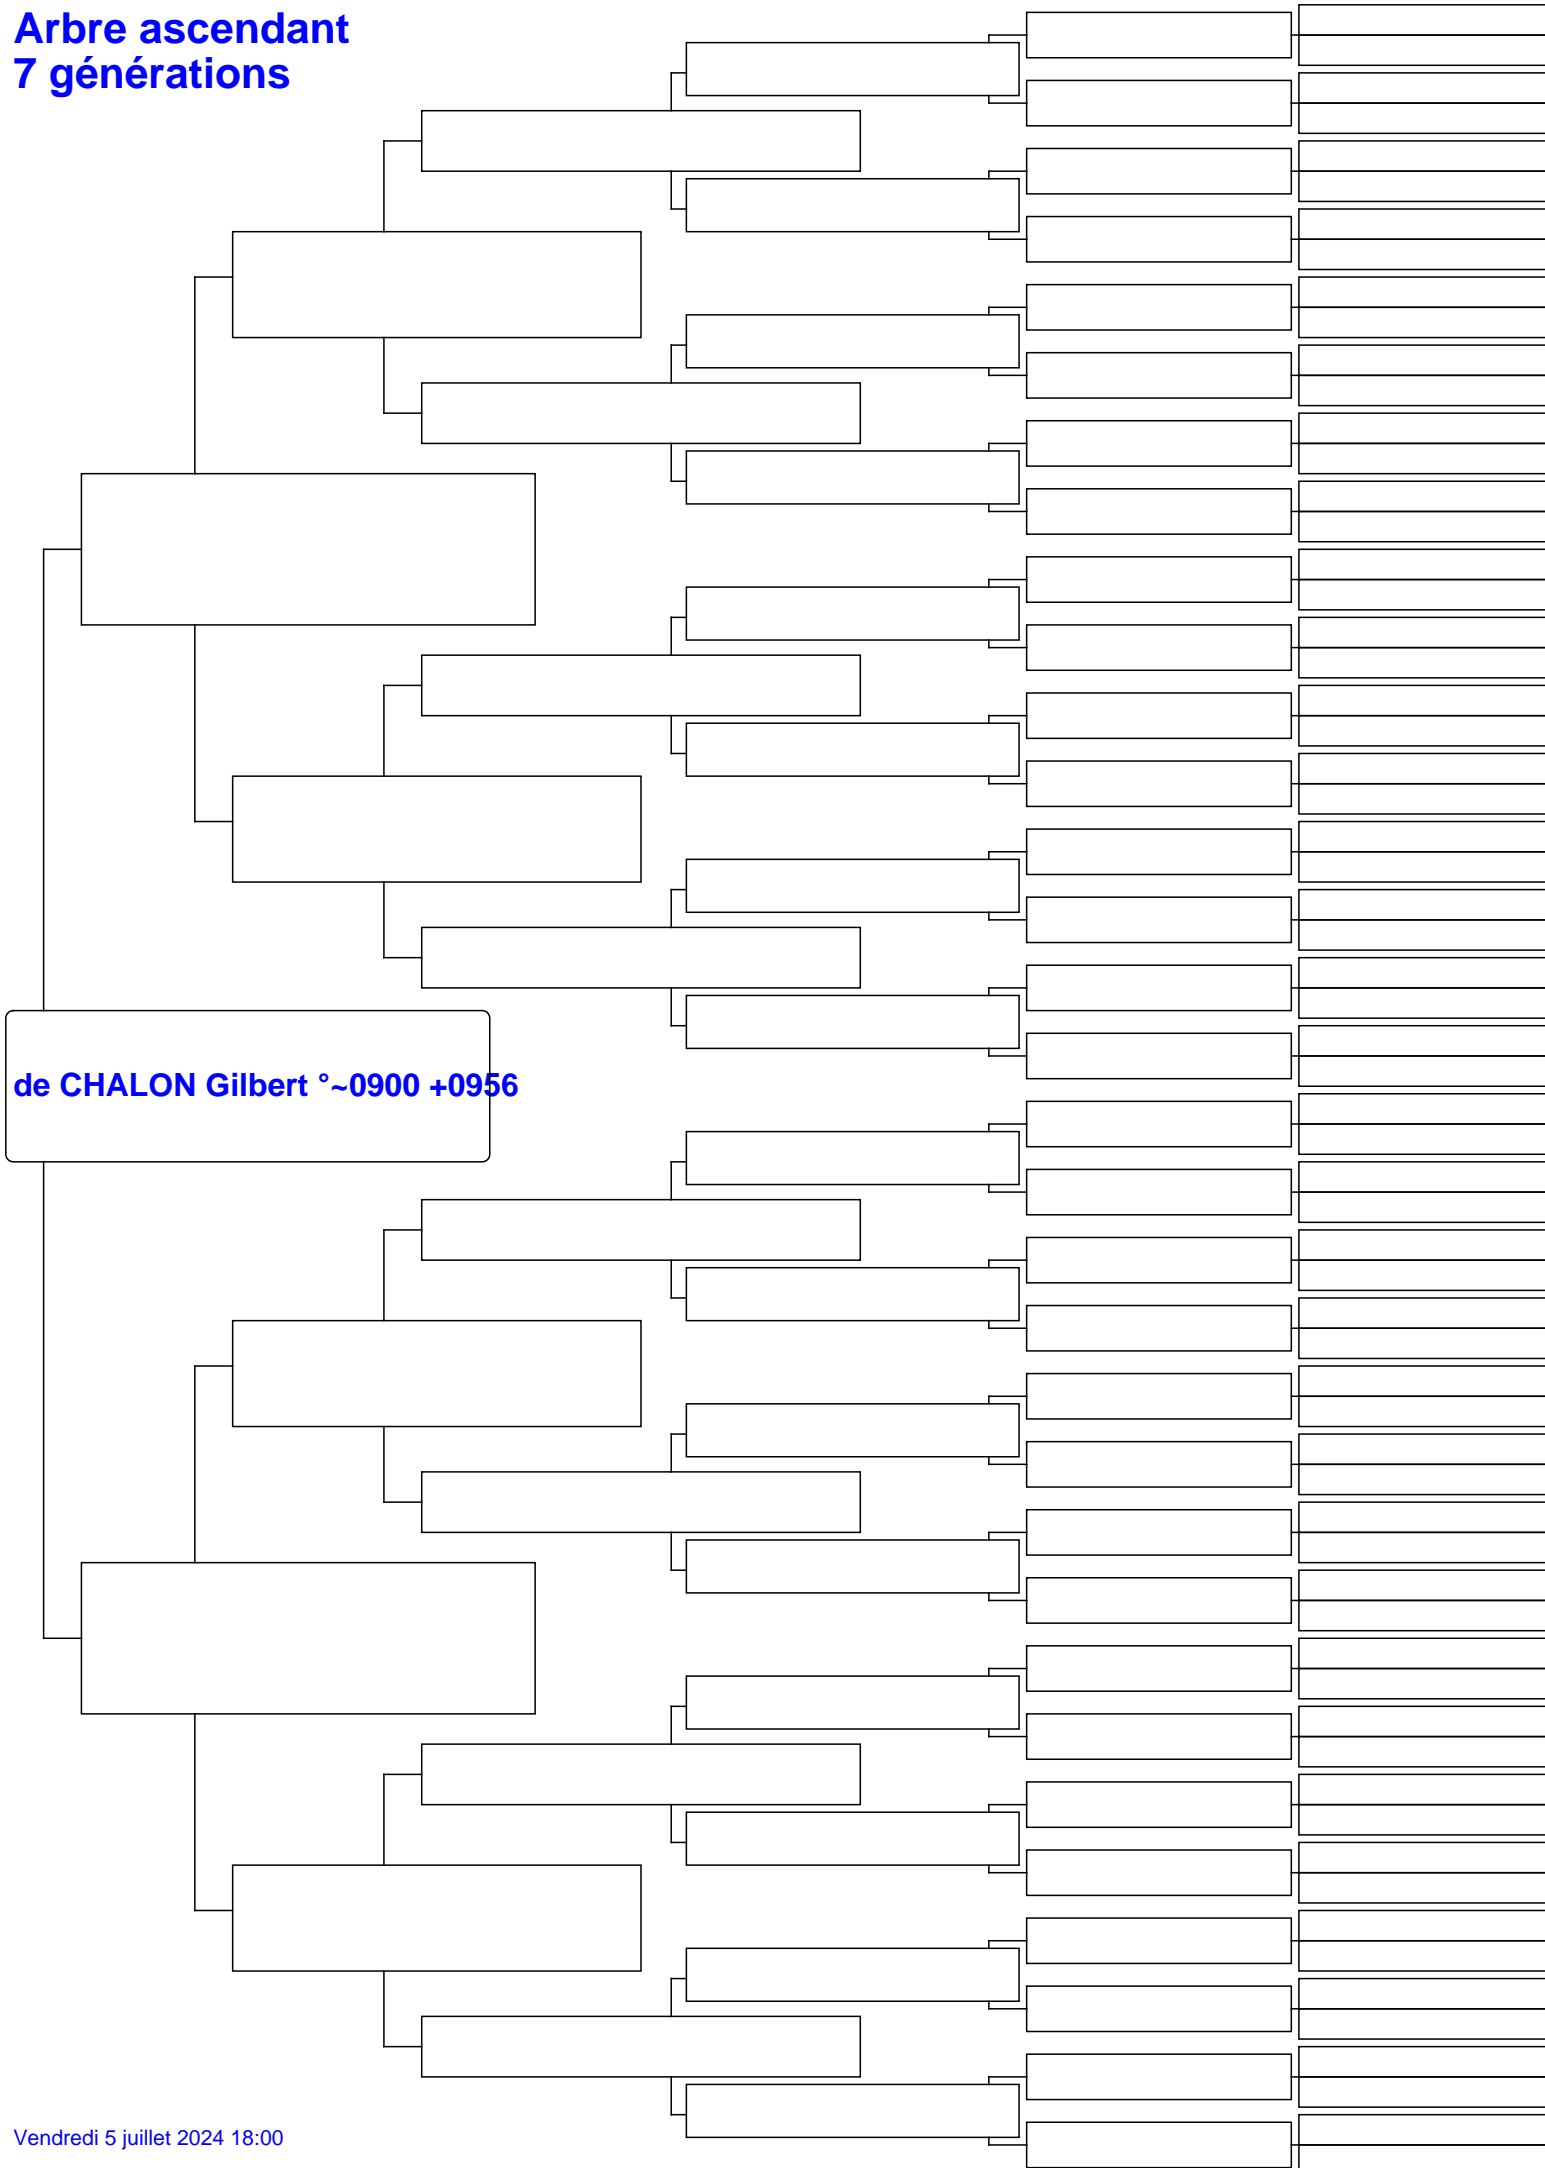 Arbre ascendant
7 générations
de CHALON Gilbert °~0900 +0956
Vendredi 5 juillet 2024 18:00